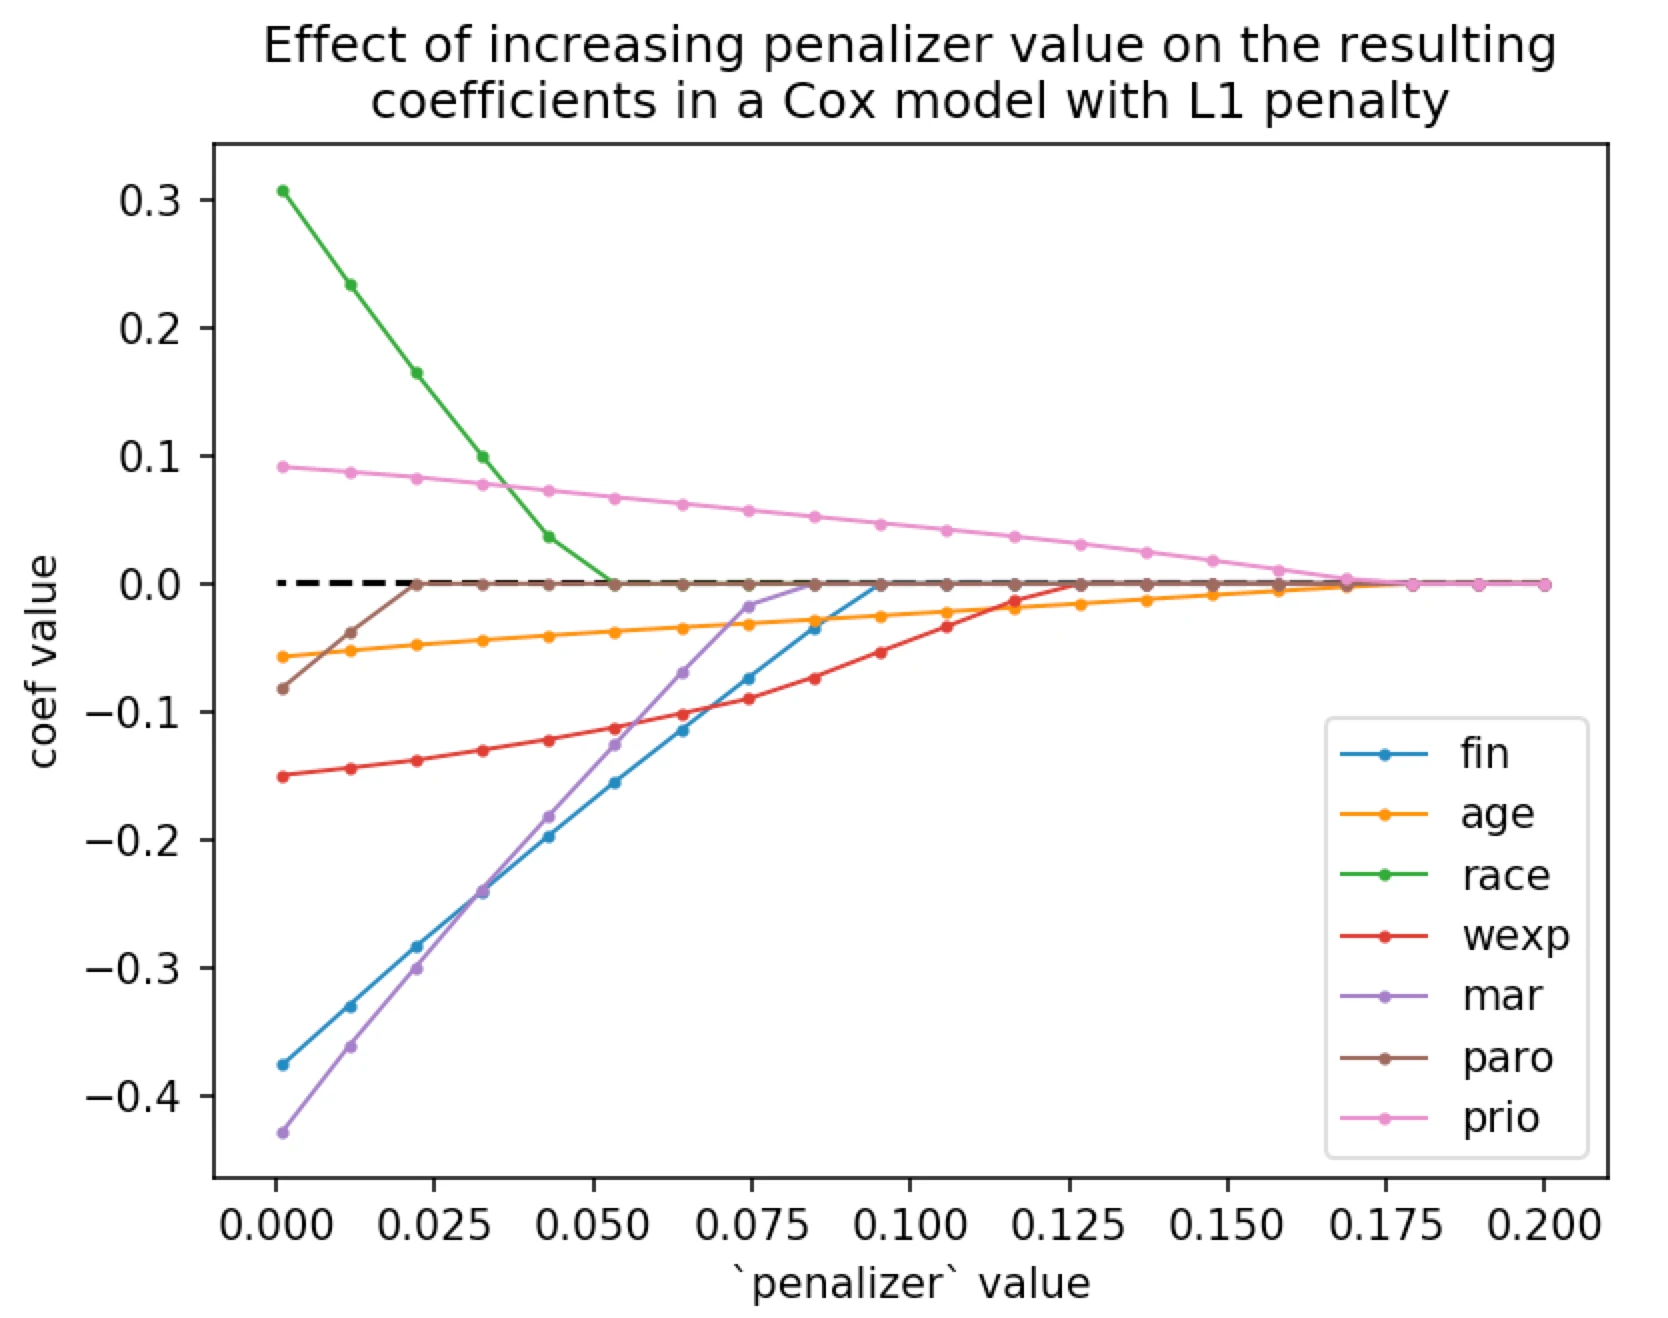 Effect of increasing penalizer value on the resulting
coefficients in a Cox model with L1 penalty
coef value
0.3
0.2
0.1
0.0
−0.1
−0.2
−0.3
−0.4
fin
age
race
wexp
mar
paro
prio
0.000 0.025 0.050 0.075 0.100 0.125 0.150 0.175 0.200
`penalizer` value